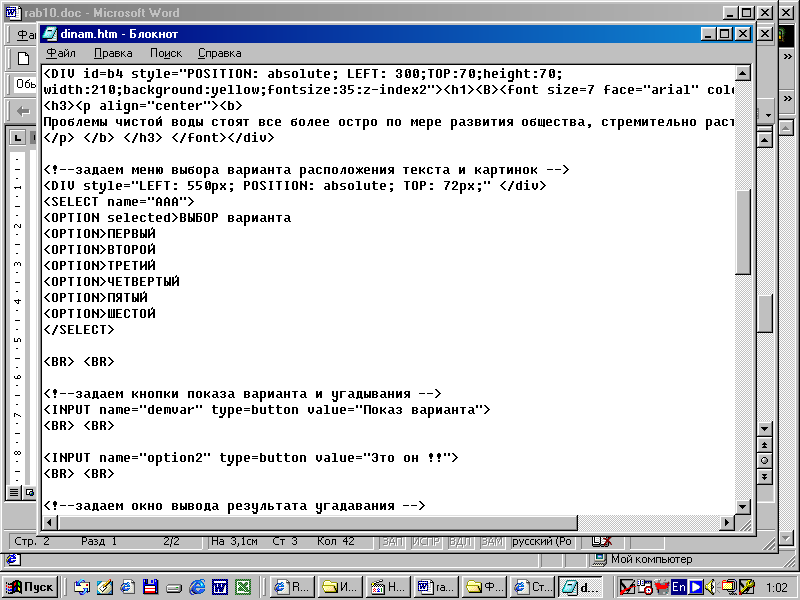 rab10.doc - Microsoft Word
dinam.htm - Блокнот
Файл Правка Поиск Справка
<DIV id=b4 style="POSITION: absolute; LEFT: 300;TOP:70;height:70;
width:210;background:yellow;fontsize:35:z-index2"><h1><B><font size=7 face="arial"
<h3><p align="center"><b>
Проблемы чистой воды стоят все более остро по мере развития общества, стремительно
</p> </b> </h3> </font></div>
<!--задаем меню выбора варианта расположения текста и картинок -->
<DIV style="LEFT: 550px; POSITION: absolute; TOP: 72px;" </div>
<SELECT name="AAA">
<OPTION selected>ВЫБОР варианта
<OPTION>ПЕРВЫЙ
<OPTION>ВТОРОЙ
<OPTION>ТРЕТИЙ
<OPTION>ЧЕТВЕРТЫЙ
<OPTION>ПЯТЫЙ
<OPTION>ШЕСТОЙ
</SELECT>
<BR> <BR>
<!--задаем кнопки показа варианта и угадывания -->
<INPUT name="demvar" type=button value="Показ варианта">
<BR> <BR>
<INPUT name="option2" type=button value="Это он !!">
<BR> <BR>
<!--задаем окно вывода результата угадавания -->
Стр. 2 Разд 1 2/2 На 3,1см Ст 3 Кол 42 ЗАП ИСПР ВДЛ ЗАМ русский (Ро
Мой компьютер
Пуск R... И... Н... ra... Ф... Ст... d... En 1:02